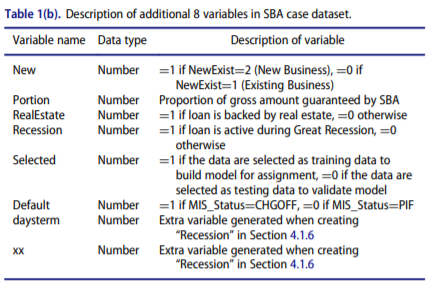 Table 1(b). Description of additional 8 variables in SBA case dataset.
Variable name Data type Description of variable
New Number =1 if NewExist=2 (New Business), =0 if
NewExist=1 (Existing Business)
Portion Number Proportion of gross amount guaranteed by SBA
RealEstate Number =1 if loan is backed by real estate, =0 otherwise
Recession Number =1 if loan is active during Great Recession, =0
otherwise
Selected Number =1 if the data are selected as training data to
build model for assignment, =0 if the data are
selected as testing data to validate model
Default Number =1 if MIS_Status=CHGOFF, =0 if MIS_Status=PIF
daysterm Number Extra variable generated when creating
“Recession” in Section 4.1.6
xx Number Extra variable generated when creating
“Recession” in Section 4.1.6